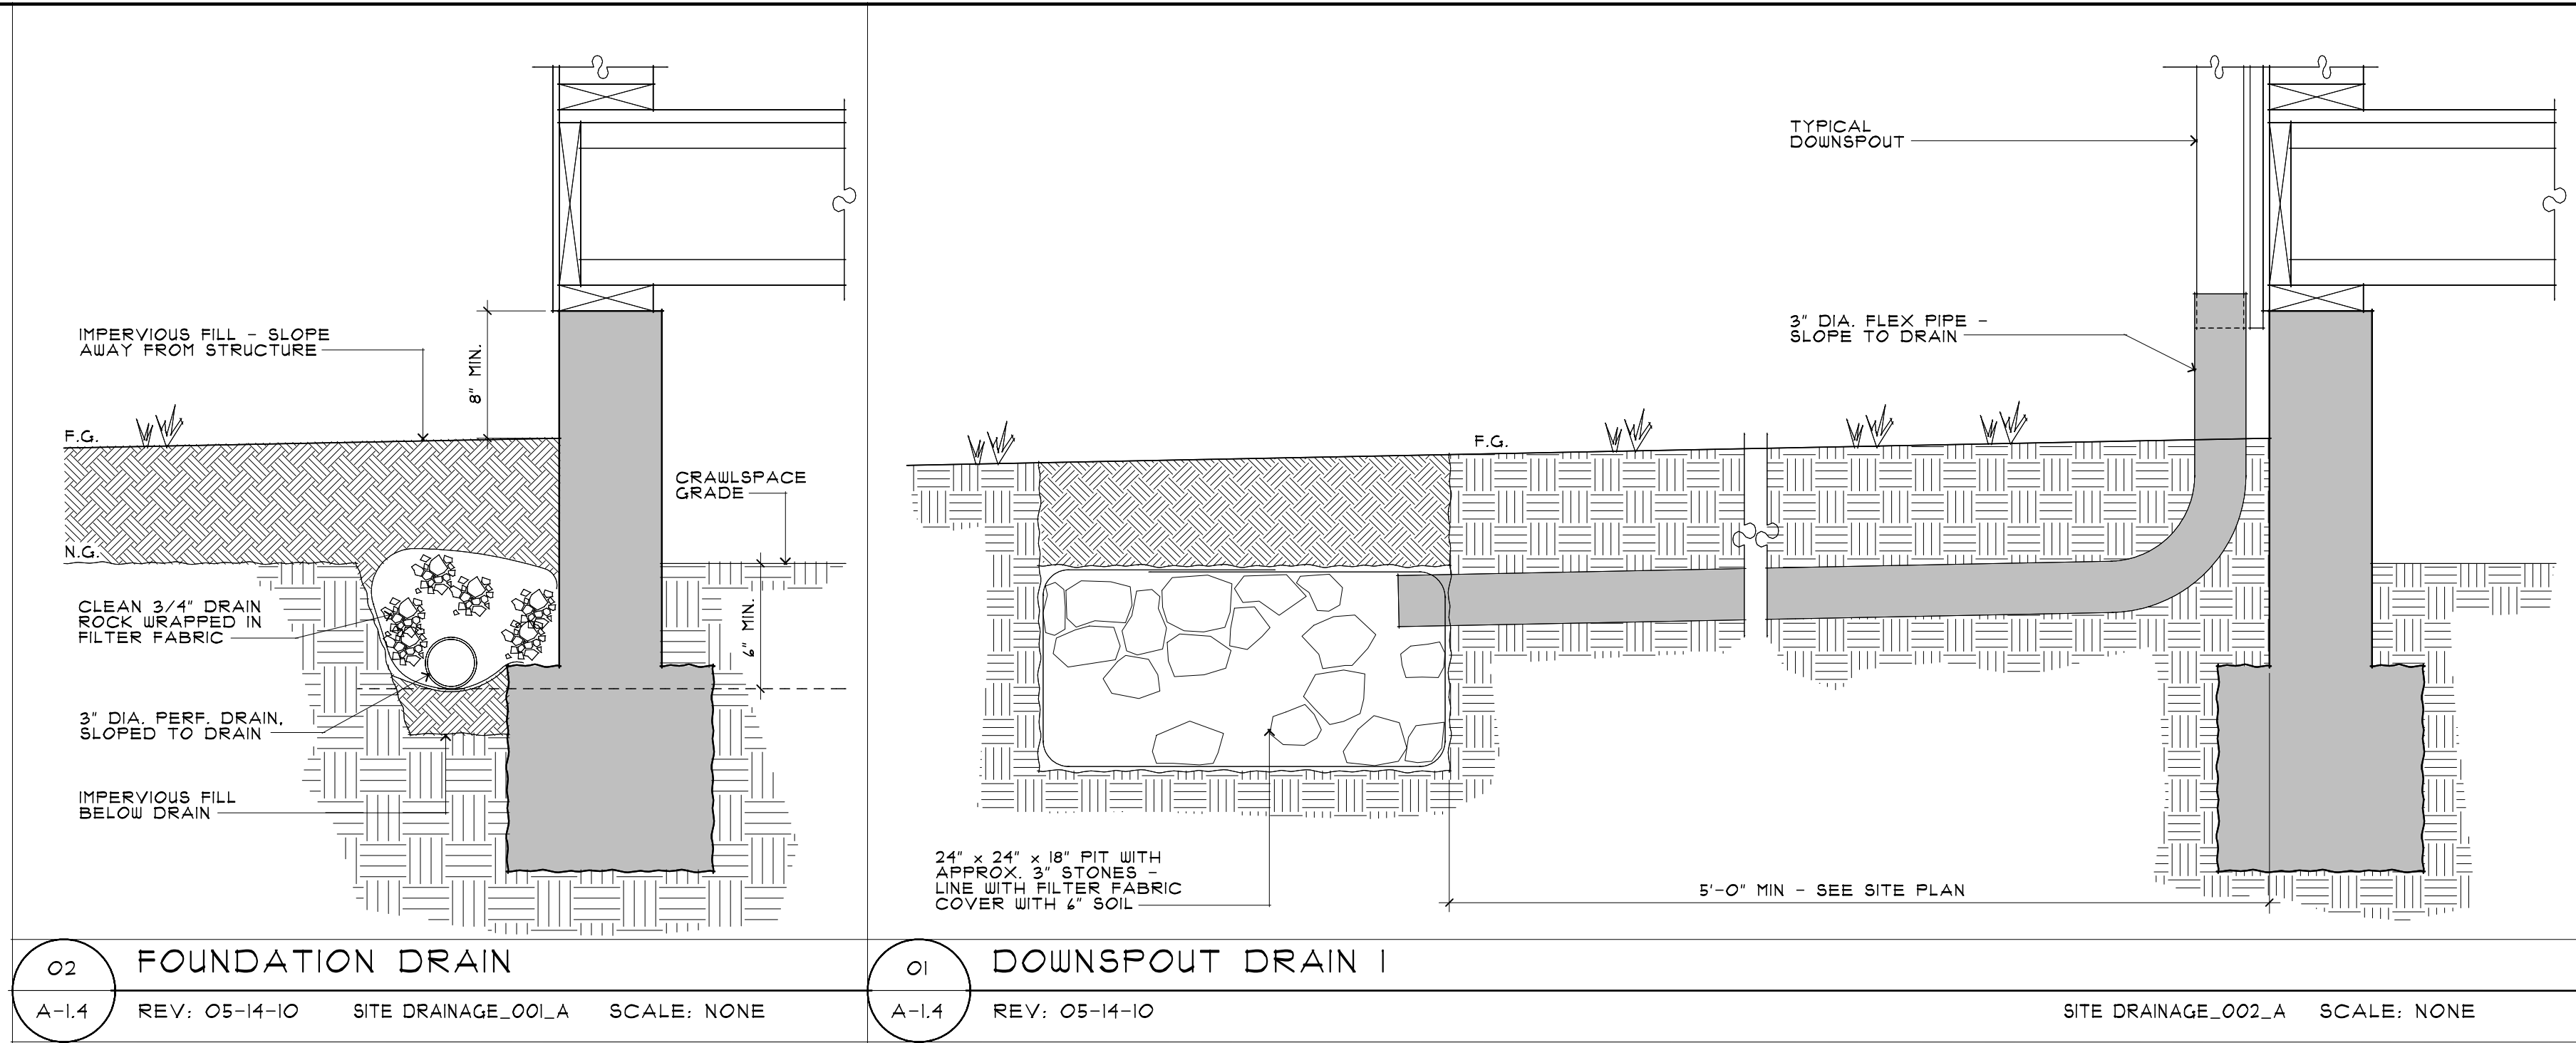 IMPERVIOUS FILL - SLOPE
AWAY FROM STRUCTURE
8" MIN.
F.G.
CRAWLSPACE
GRADE
N.G.
6" MIN.
CLEAN 3/4" DRAIN
ROCK WRAPPED IN
FILTER FABRIC
3" DIA. PERF. DRAIN,
SLOPED TO DRAIN
IMPERVIOUS FILL
BELOW DRAIN
02
A-1.4
FOUNDATION DRAIN
REV: 05-14-10 SITE DRAINAGE_001_A SCALE: NONE
TYPICAL
DOWNSPOUT
3" DIA. FLEX PIPE -
SLOPE TO DRAIN
F.G.
24" x 24" x 18" PIT WITH
APPROX. 3" STONES -
LINE WITH FILTER FABRIC
COVER WITH 6" SOIL
5'-0" MIN - SEE SITE PLAN
01
A-1.4
DOWNSPOUT DRAIN 1
REV: 05-14-10 SITE DRAINAGE_002_A SCALE: NONE